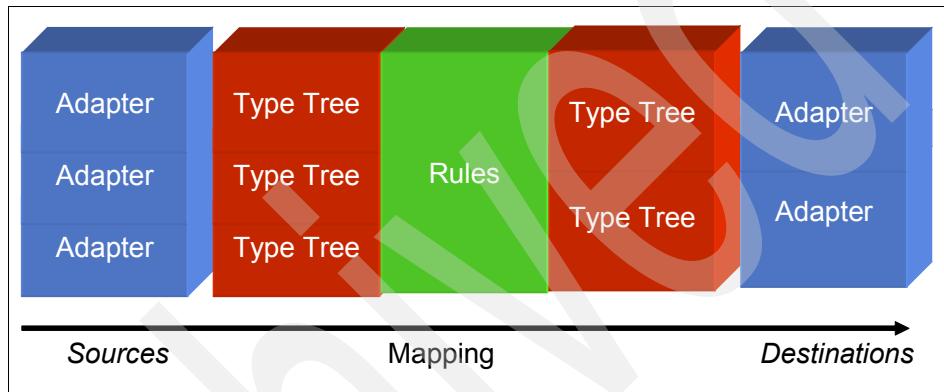 Adapter
Adapter
Adapter
Type Tree
Type Tree
Type Tree
Rules
Type Tree
Type Tree
Adapter
Adapter
Sources
Mapping
Destinations